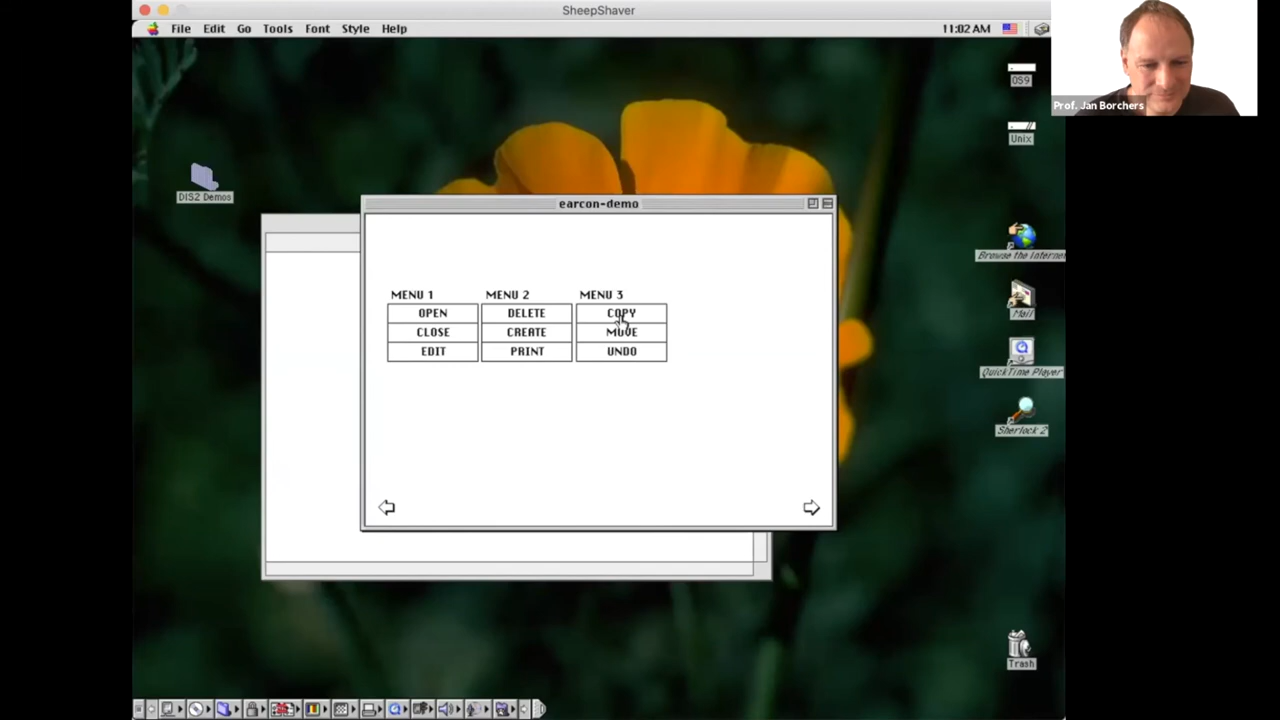 SheepShaver
File Edit Go Tools Font Style Help
11:02 AM
Prof. Jan Borchers
OS9
Unix
DIS2 Demos
earcon-demo
Browse the Internet
Mail
QuickTime Player
Sherlock 2
MENU 1 MENU 2 MENU 3
OPEN DELETE COPY
CLOSE CREATE MOVE
EDIT PRINT UNDO
Trash